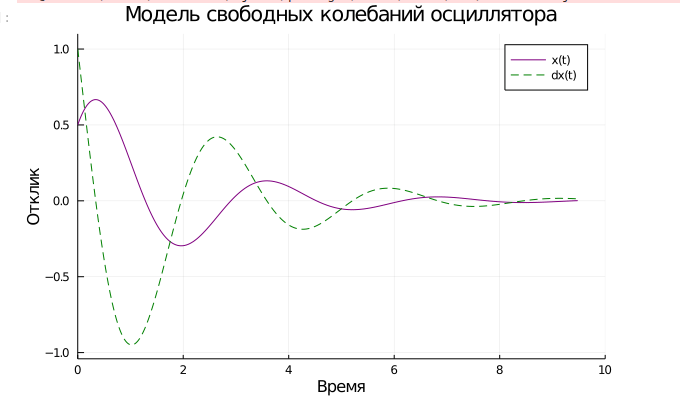 Модель свободных колебаний осциллятора
x(t)
dx(t)
Отклик
1.0
0.5
0.0
−0.5
−1.0
0 2 4 6 8 10
Время